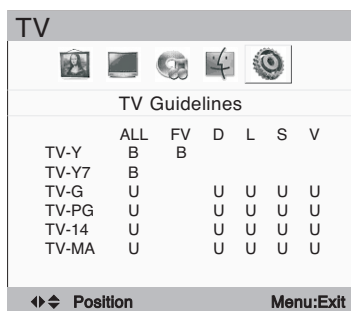 TV
TV Guidelines
ALL FV D L S V
TV-Y B B
TV-Y7 B
TV-G U U U U U
TV-PG U U U U U
TV-14 U U U U U
TV-MA U U U U U
Position Menu:Exit